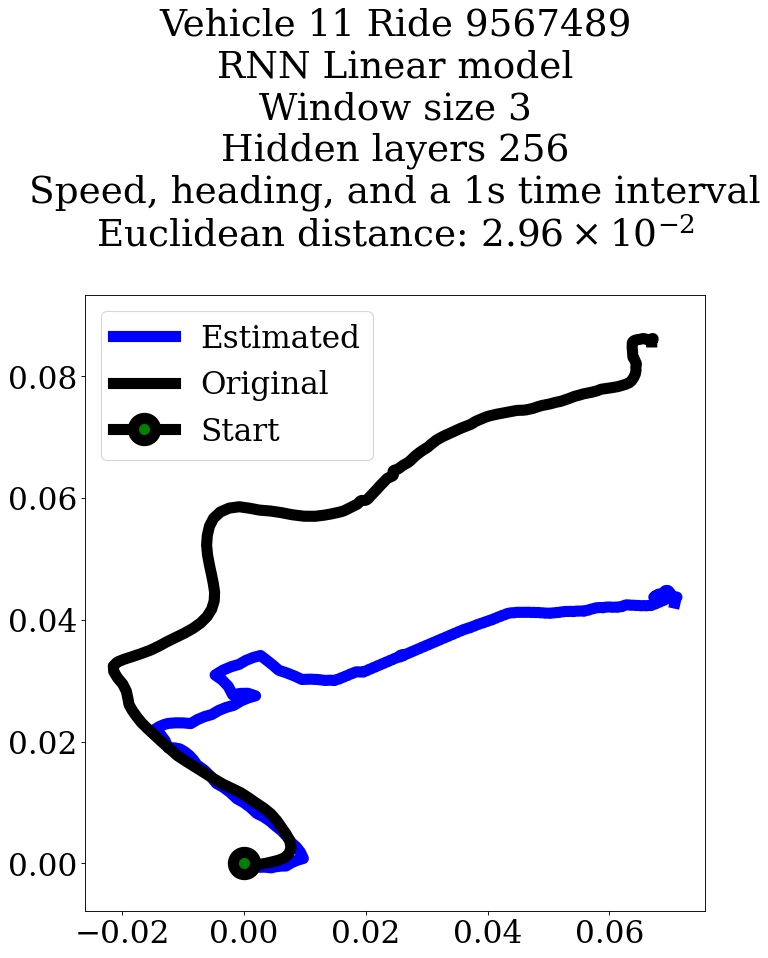 Vehicle 11 Ride 9567489
RNN Linear model
Window size 3
Hidden layers 256
Speed, heading, and a 1s time interval
Euclidean distance: 2.96 × 10⁻²
Estimated
Original
Start
0.08
0.06
0.04
0.02
0.00
−0.02 0.00 0.02 0.04 0.06